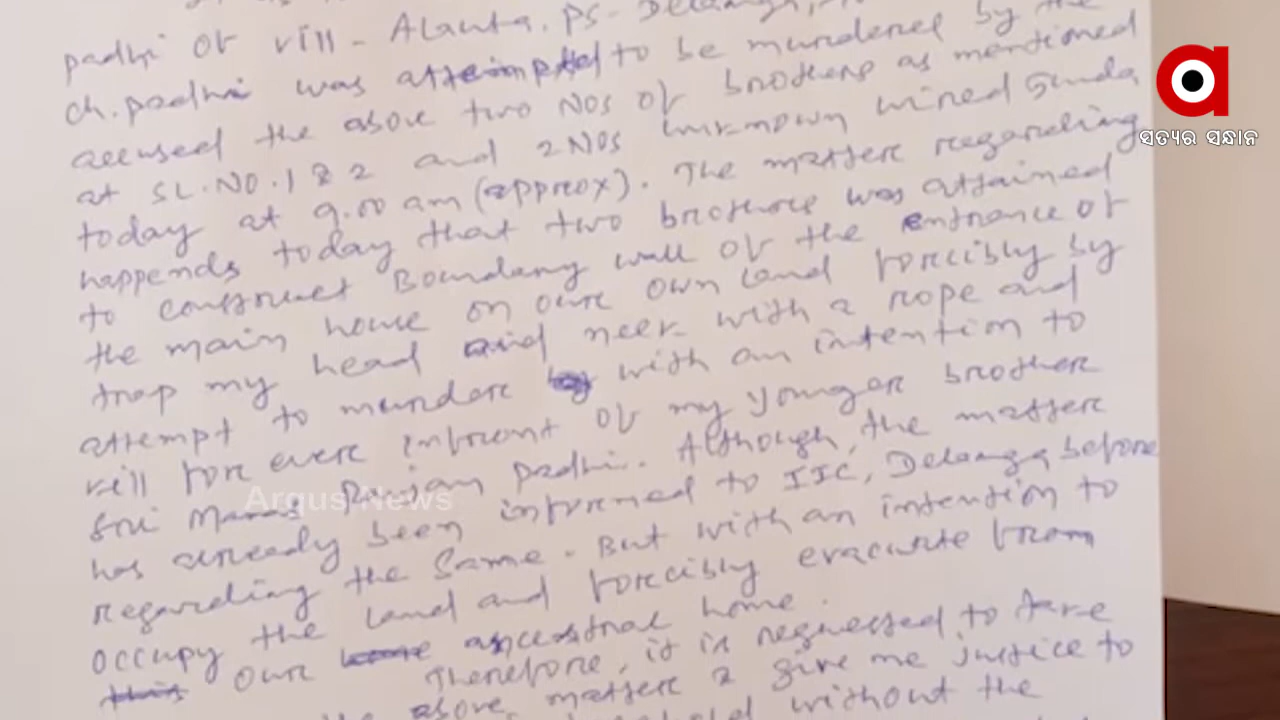 padhi of vill - Alanta. PS - Delanga,
ch. padhi was attempted to be murdered by the
accused the above two Nos of brothers as mentioned
at SL.NO.1 & 2 and 2 NOS unknown hired Gunda
today at 9.00 am (approx). The matter regarding
happends today that two brothers was attained
to construct Boundary wall of the entrance of
the main house on our own land forcibly by
trap my head and neck with a rope and
attempt to murder with an intention to
kill for ever infront of my younger brother
Sri Manas Ranjan padhi. Although, the matter
has already been informed to IIC, Delanga before
regarding the same. But with an intention to
occupy the land and forcibly evacuate from
this our home ancestral home.
Therefore, it is requested to take
the above matter & give me justice to
without the
Argus News
ସତ୍ୟର ସନ୍ଧାନ